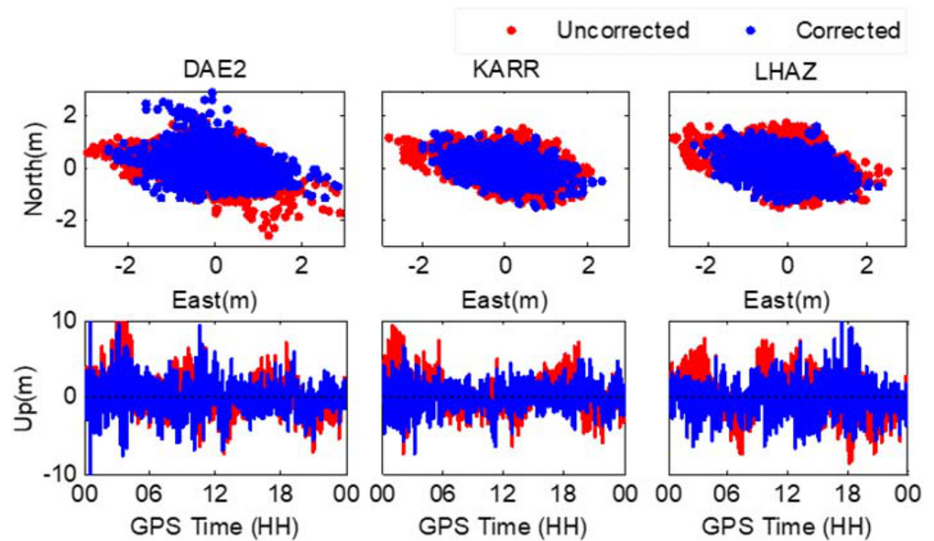 Uncorrected Corrected
DAE2 KARR LHAZ
North(m)
2
0
-2
-2 0 2 -2 0 2 -2 0 2
East(m) East(m) East(m)
Up(m)
10
0
-10
00 06 12 18 00 06 12 18 00 06 12 18 00
GPS Time (HH) GPS Time (HH) GPS Time (HH)